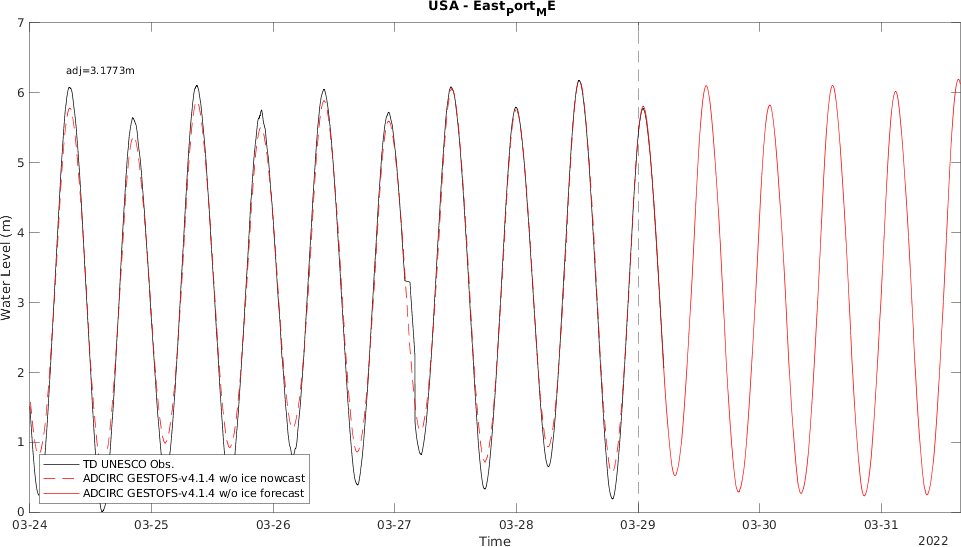 USA - EastPortME
7
adj=3.1773m
6
5
4
3
2
1
0
Water Level (m)
TD UNESCO Obs.
ADCIRC GESTOFS-v4.1.4 w/o ice nowcast
ADCIRC GESTOFS-v4.1.4 w/o ice forecast
03-24 03-25 03-26 03-27 03-28 03-29 03-30 03-31
Time
2022